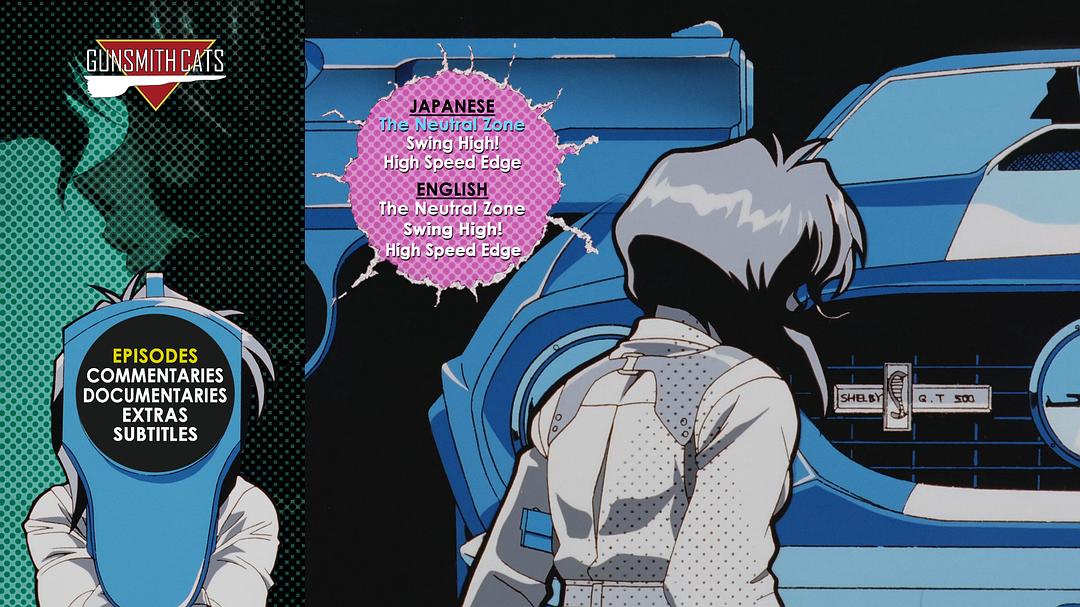 GUNSMITH CATS
JAPANESE
The Neutral Zone
Swing High!
High Speed Edge
ENGLISH
The Neutral Zone
Swing High!
High Speed Edge
EPISODES
COMMENTARIES
DOCUMENTARIES
EXTRAS
SUBTITLES
SHELBY G.T 500